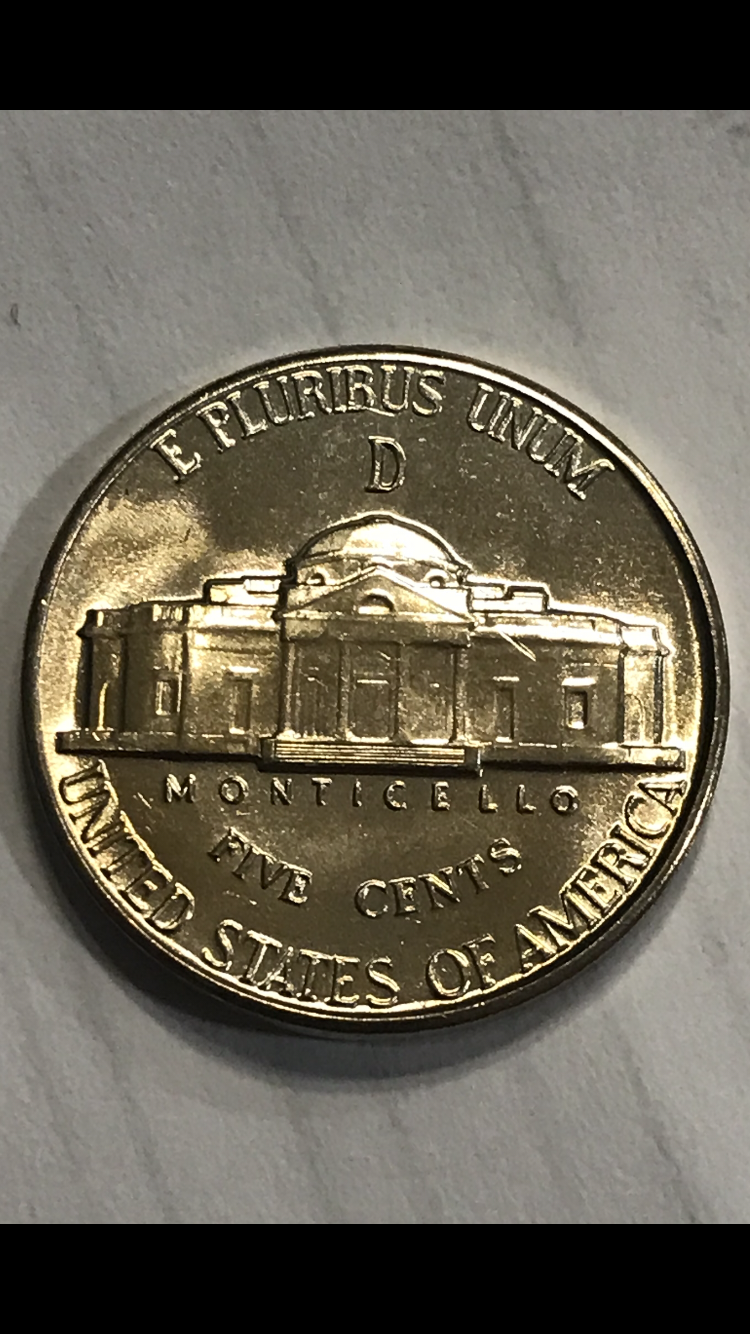 E PLURIBUS UNUM
D
MONTICELLO
FIVE CENTS
UNITED STATES OF AMERICA